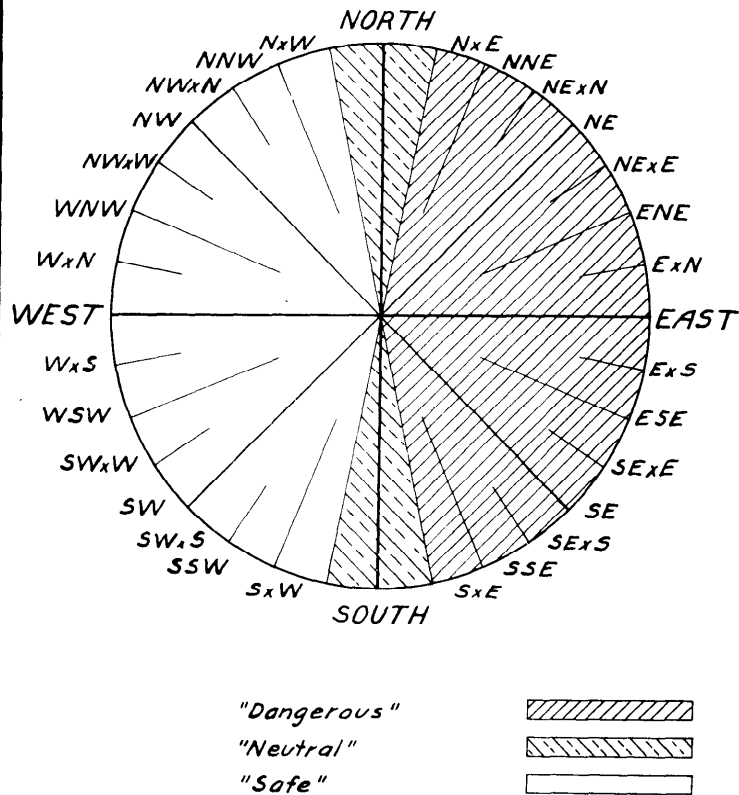 NORTH
NxE
NNE
NExN
NE
NExE
ENE
ExN
EAST
ExS
ESE
SExE
SE
SExS
SSE
SxE
SOUTH
SxW
SSW
SWxS
SW
SWxW
WSW
WxS
WEST
WxN
WNW
NWxW
NW
NWxN
NNW
NxW
"Dangerous"
"Neutral"
"Safe"